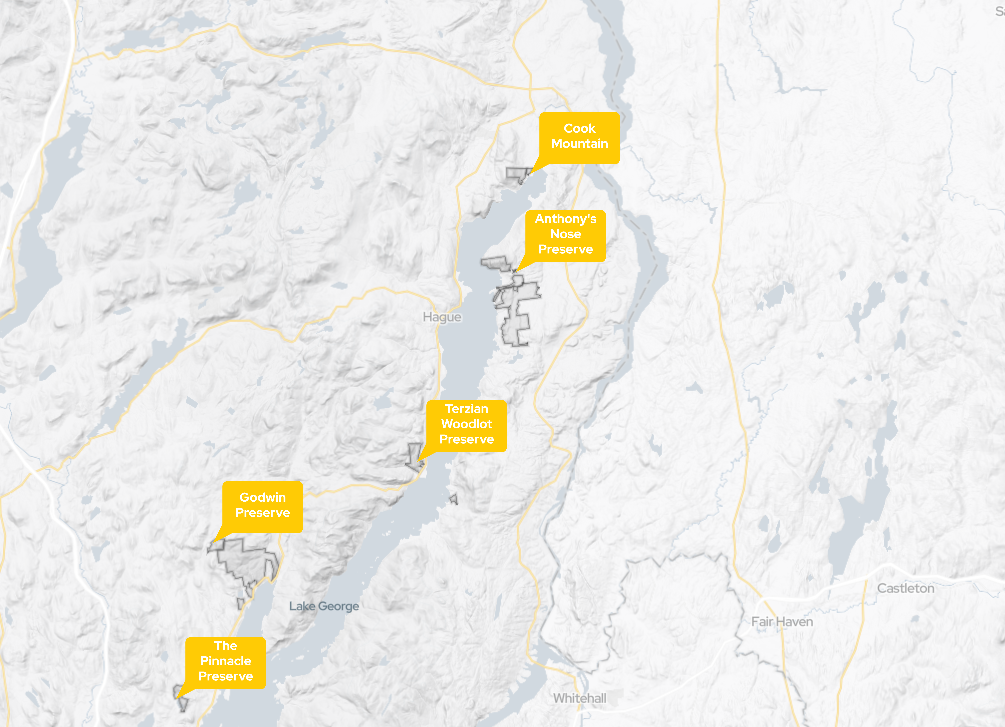 Cook
Mountain
Anthony's
Nose
Preserve
Hague
Terzian
Woodlot
Preserve
Godwin
Preserve
Castleton
Lake George
Fair Haven
The
Pinnacle
Preserve
Whitehall